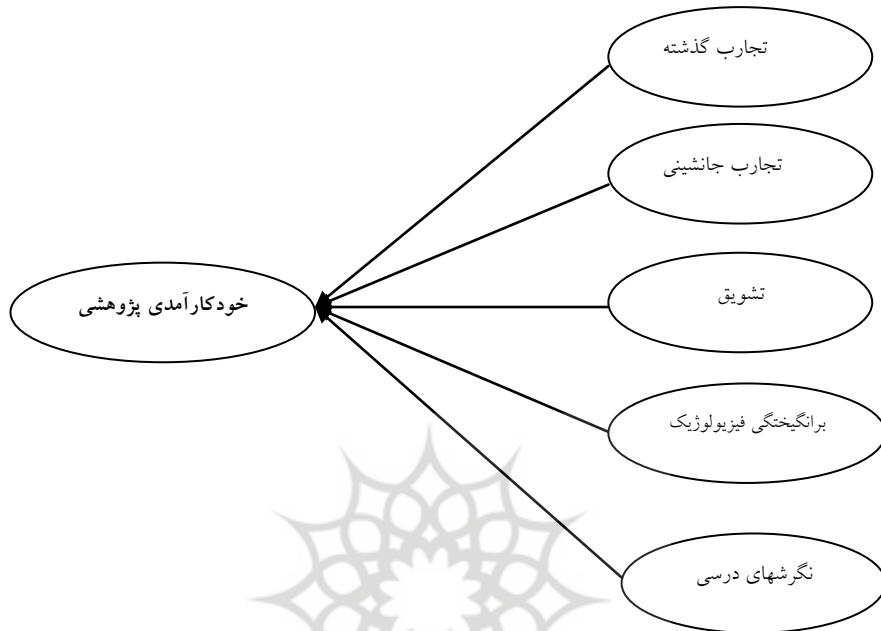 تجارب گذشته
تجارب جانشینی
تشویق
خودکارآمدی پژوهشی
برانگیختگی فیزیولوژیک
نگرشهای درسی